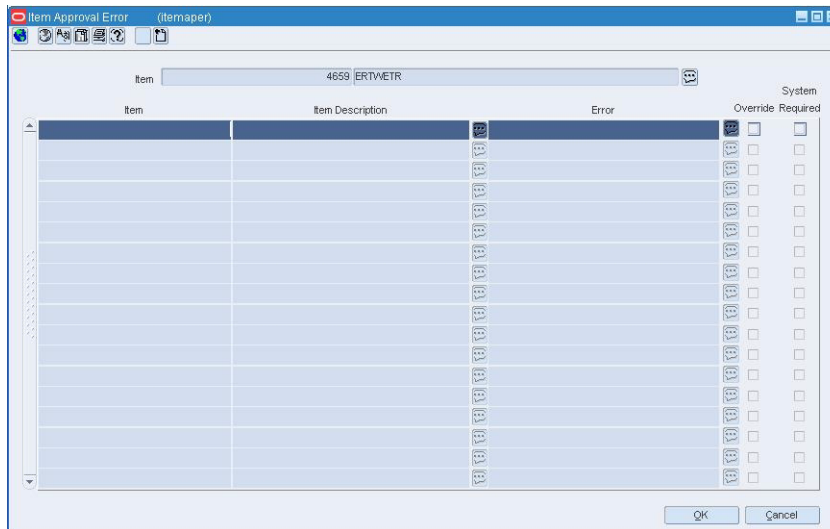 Item Approval Error (itemaper)
Item 4659 ERTWETR
System
Item Item Description Error Override Required
OK Cancel